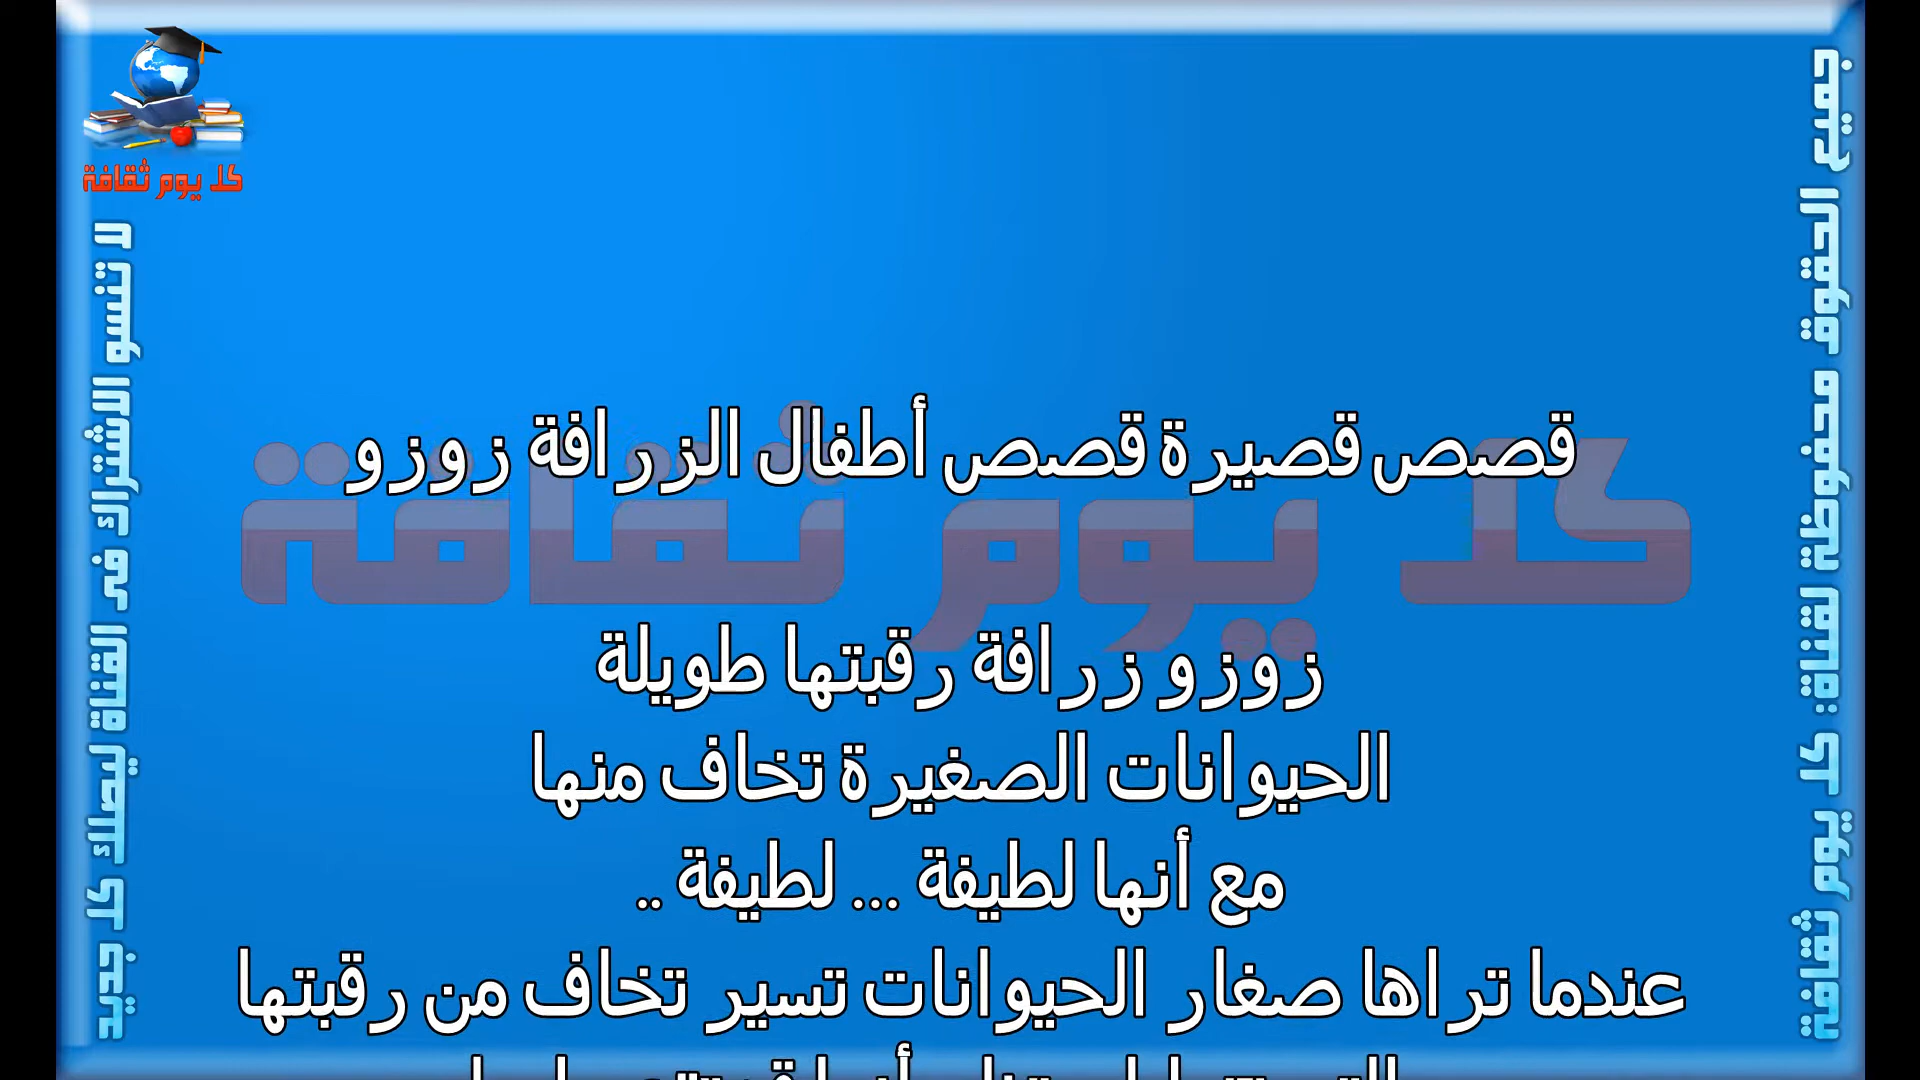 كل يوم ثقافة
جميع الحقوق محفوظة لقناة: كل يوم ثقافة
لا تنسو الاشتراك فى القناة ليصلك كل جديد
كل يوم ثقافة
قصص قصيرة قصص أطفال الزرافة زوزو
زوزو زرافة رقبتها طويلة
الحيوانات الصغيرة تخاف منها
مع أنها لطيفة ... لطيفة ..
عندما تراها صغار الحيوانات تسير تخاف من رقبتها